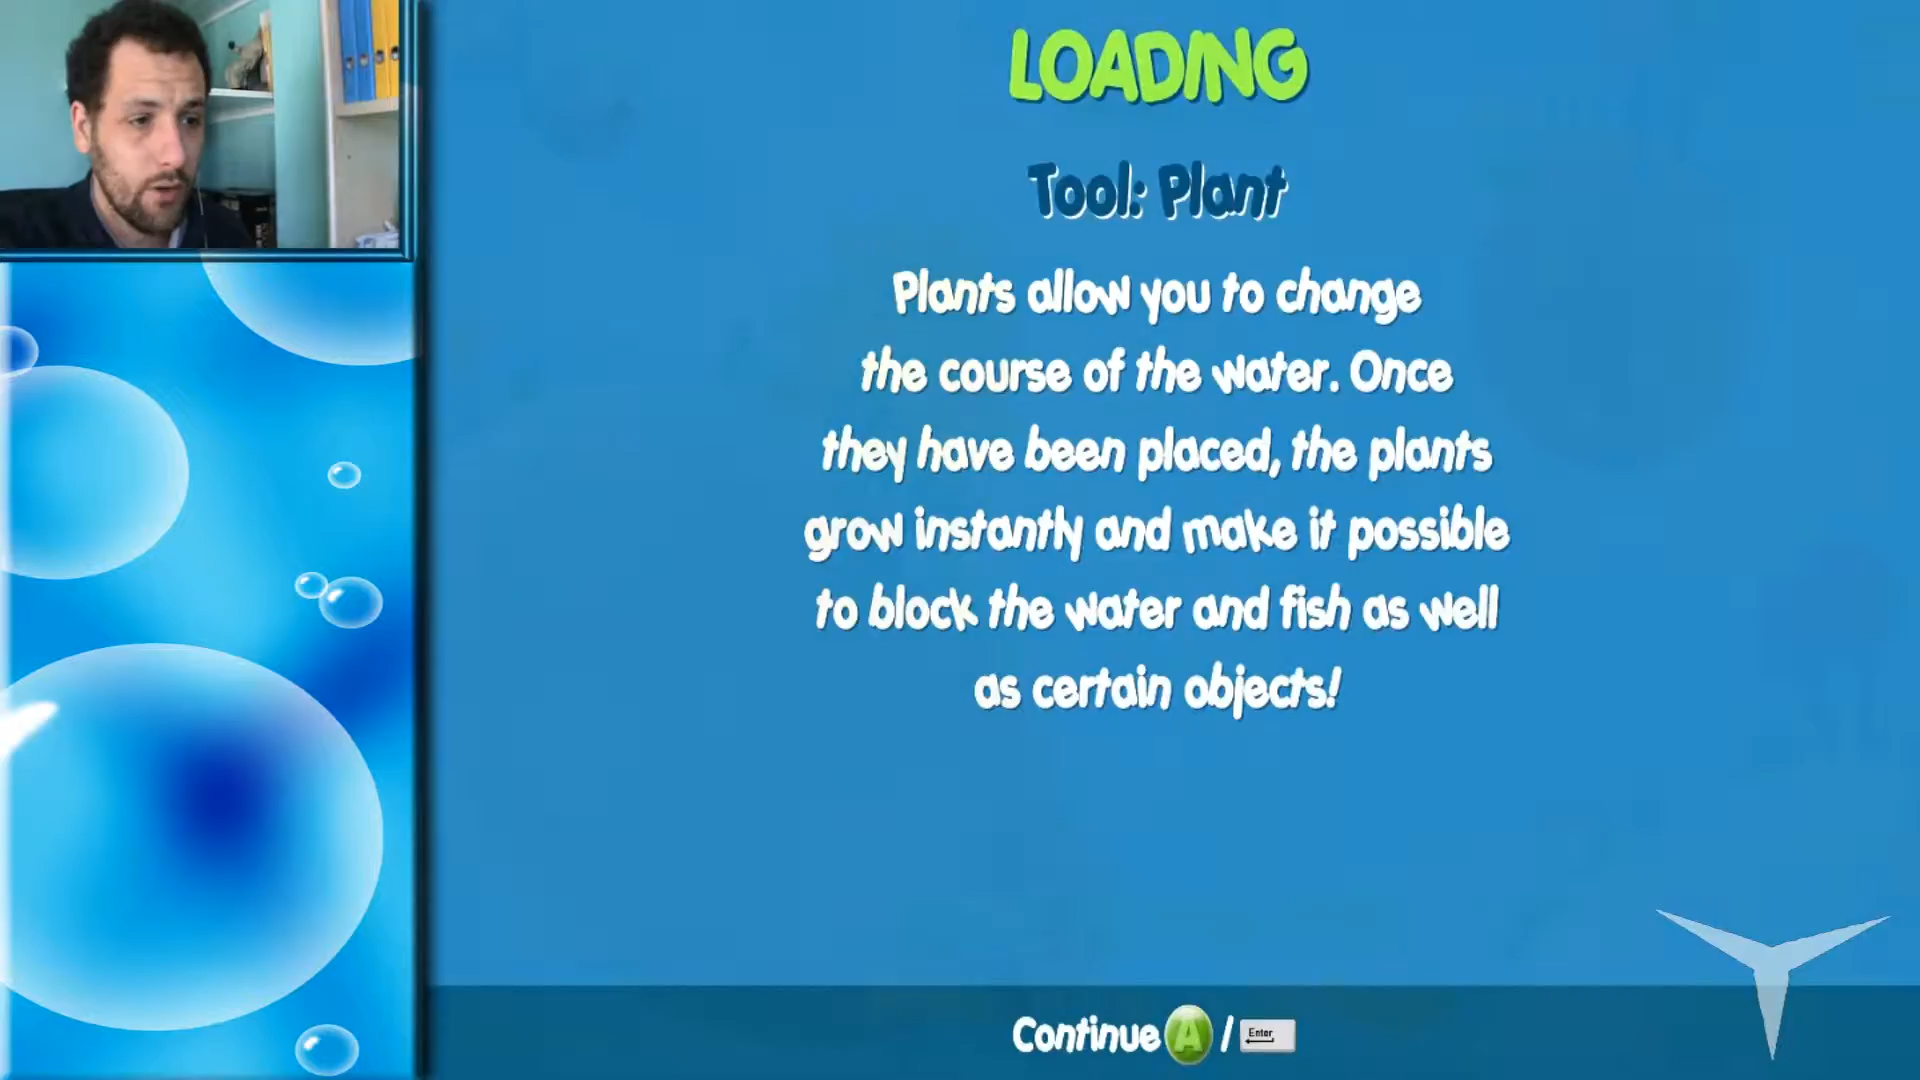 LOADING
Tool: Plant
Plants allow you to change
the course of the water. Once
they have been placed, the plants
grow instantly and make it possible
to block the water and fish as well
as certain objects!
Continue A / Enter